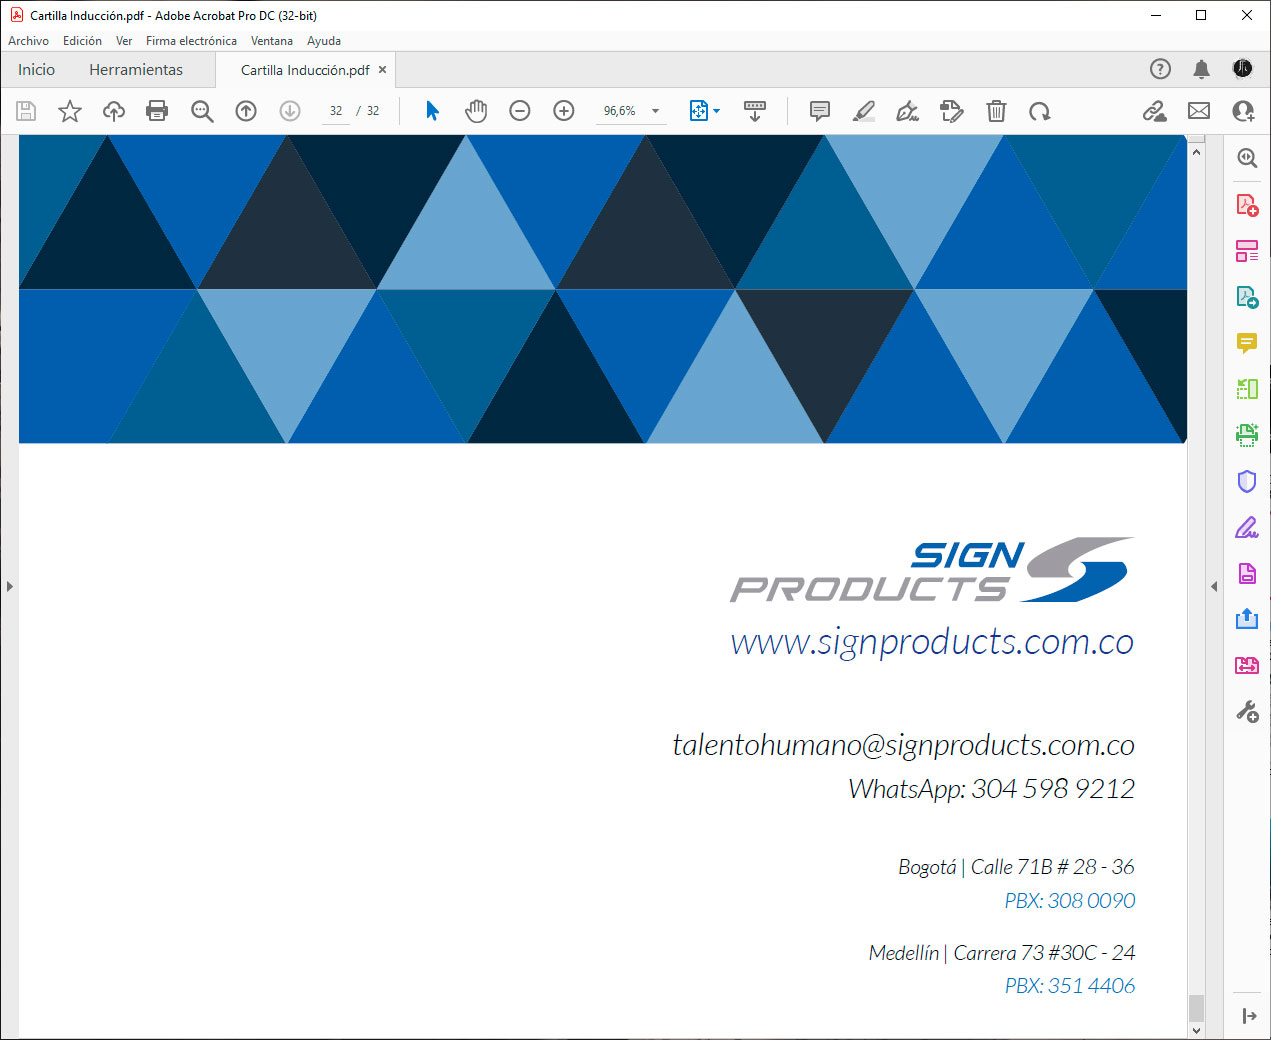 Cartilla Inducción.pdf - Adobe Acrobat Pro DC (32-bit)
Archivo Edición Ver Firma electrónica Ventana Ayuda
Inicio Herramientas Cartilla Inducción.pdf ×
32 / 32 96,6%
SIGN
PRODUCTS
www.signproducts.com.co
talentohumano@signproducts.com.co
WhatsApp: 304 598 9212
Bogotá | Calle 71B # 28 - 36
PBX: 308 0090
Medellín | Carrera 73 #30C - 24
PBX: 351 4406